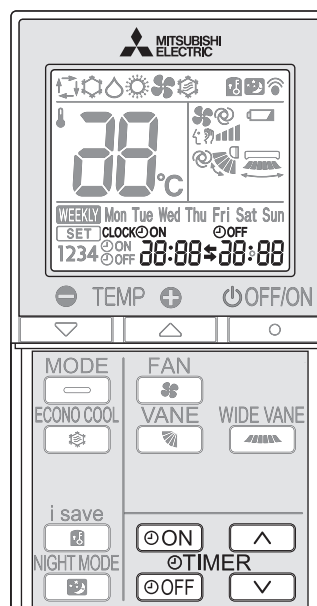 MITSUBISHI
ELECTRIC
88°C
WEEKLY Mon Tue Wed Thu Fri Sat Sun
SET CLOCK ON OFF
1234 ON OFF 88:88 88:88
TEMP OFF/ON
MODE FAN
ECONO COOL VANE WIDE VANE
i save
ON
NIGHT MODE TIMER
OFF